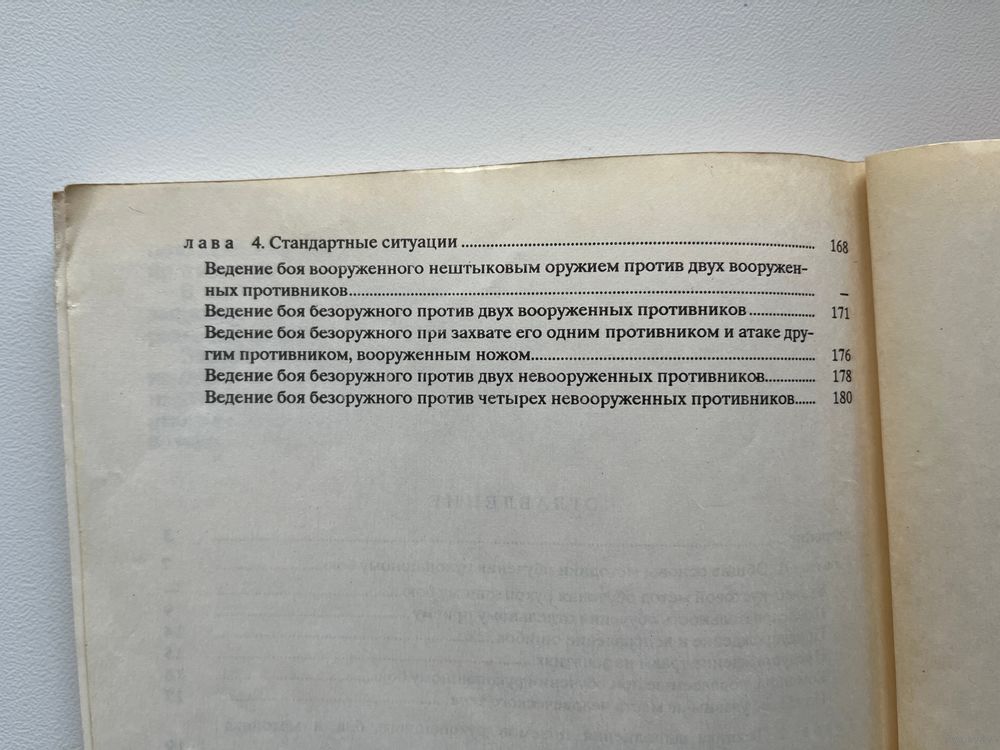 лава 4. Стандартные ситуации ........ 168
Ведение боя вооруженного нештыковым оружием против двух вооружен-
ных противников........ –
Ведение боя безоружного против двух вооруженных противников ........ 171
Ведение боя безоружного при захвате его одним противником и атаке дру-
гим противником, вооруженным ножом........ 176
Ведение боя безоружного против двух невооруженных противников........ 178
Ведение боя безоружного против четырех невооруженных противников...... 180